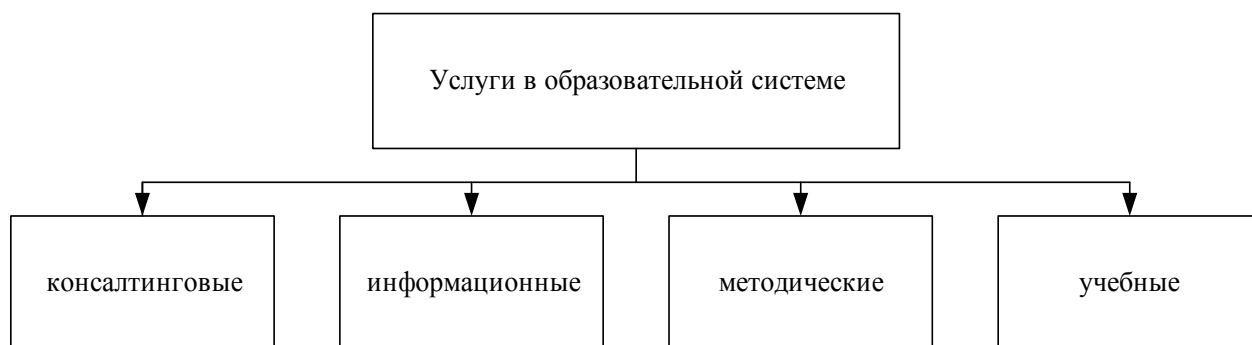 Услуги в образовательной системе
консалтинговые
информационные
методические
учебные